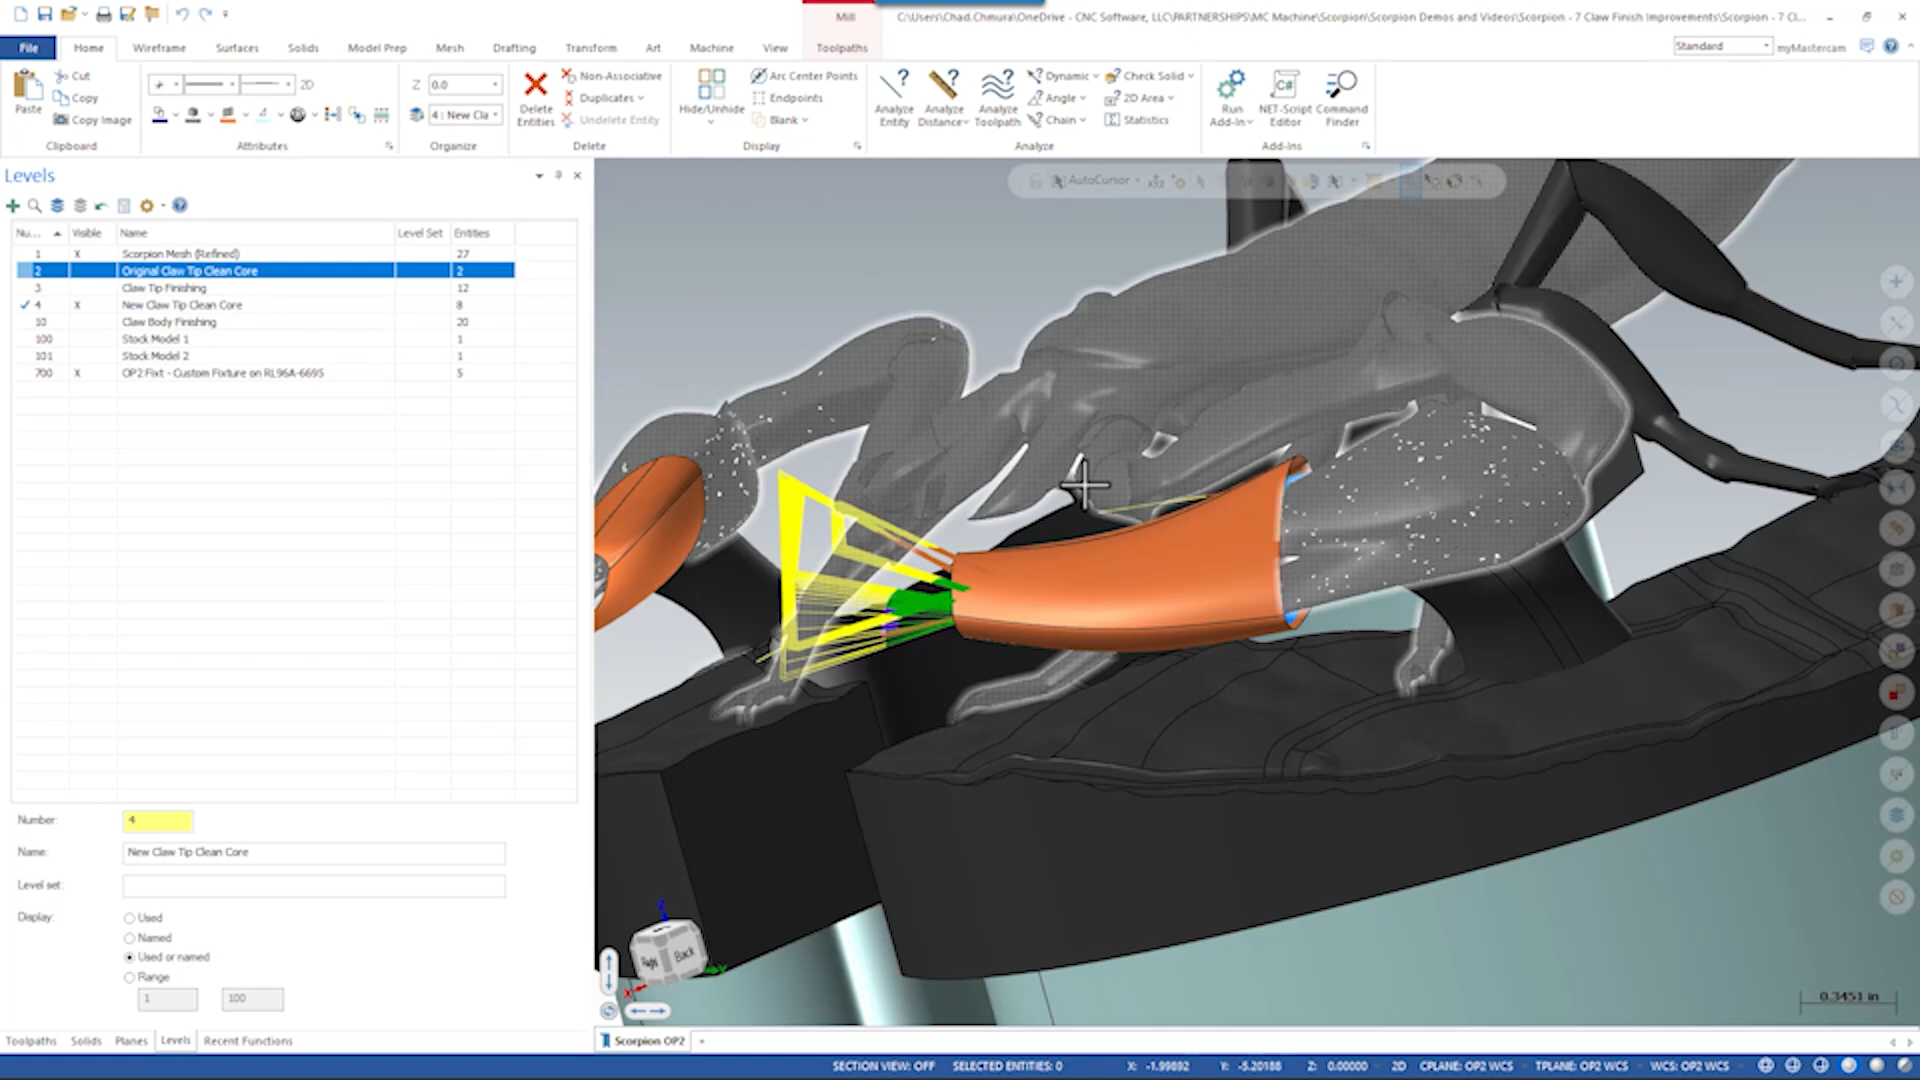 Mill
C:\Users\Chad.Chmura\OneDrive - CNC Software, LLC\PARTNERSHIPS\MC Machine\Scorpion\Scorpion Demos and Videos\Scorpion - 7 Claw Finish Improvements\Scorpion - 7 Cl...
File Home Wireframe Surfaces Solids Model Prep Mesh Drafting Transform Art Machine View Toolpaths
Standard myMastercam
Paste Cut Copy Copy Image
2D
Z 0.0
4 : New Cla
Delete Entities Non-Associative Duplicates Undelete Entity
Hide/Unhide Arc Center Points Endpoints Blank
Analyze Entity Analyze Distance Analyze Toolpath Dynamic Angle Chain Check Solid 2D Area Statistics
Run Add-In .NET-Script Editor Command Finder
Clipboard Attributes Organize Delete Display Analyze Add-Ins
Levels
AutoCursor
Nu... Visible Name Level Set Entities
1 X Scorpion Mesh (Refined) 27
2 Original Claw Tip Clean Core 2
3 Claw Tip Finishing 12
4 X New Claw Tip Clean Core 8
10 Claw Body Finishing 20
100 Stock Model 1 1
101 Stock Model 2 1
700 X OP2 Fixt - Custom Fixture on RL96A-6695 5
Number: 4
Name: New Claw Tip Clean Core
Level set:
Display: Used
Named
Used or named
Range
1 100
Z
Right Back
X Y
0.3451 in
Toolpaths Solids Planes Levels Recent Functions
Scorpion OP2
SECTION VIEW: OFF SELECTED ENTITIES: 0 X: -1.99892 Y: -5.20188 Z: 0.00000 2D CPLANE: OP2 WCS TPLANE: OP2 WCS WCS: OP2 WCS